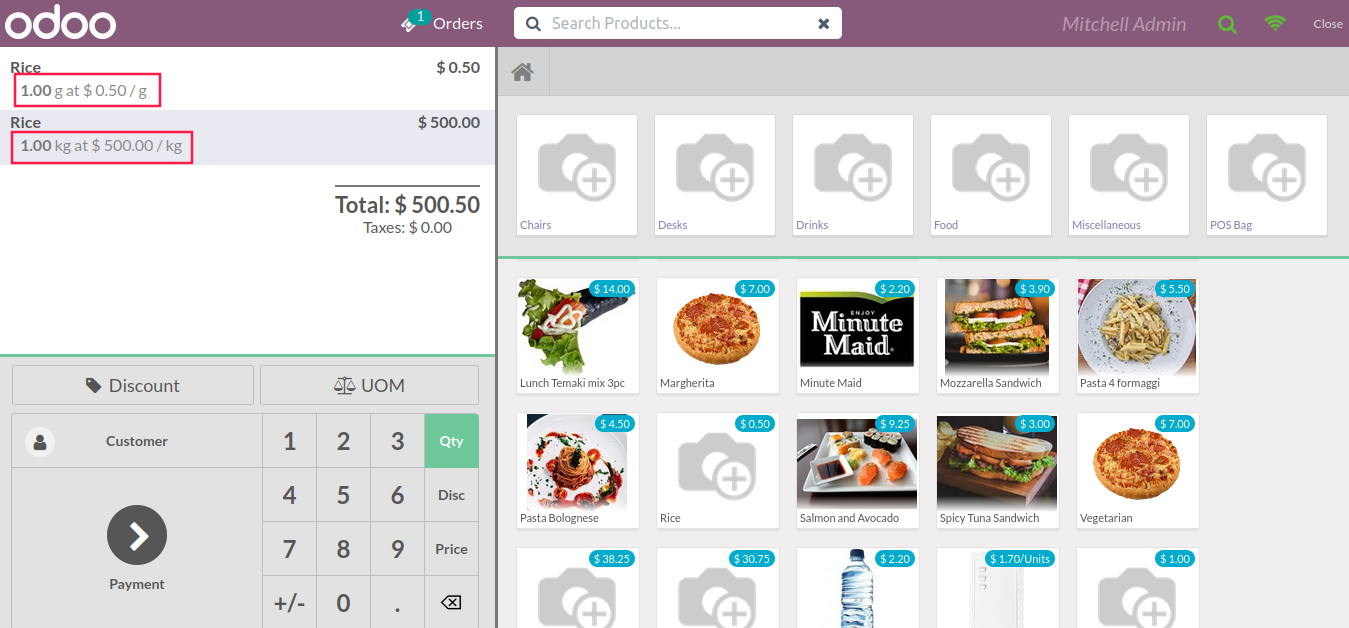 odoo
1
Orders
Search Products...
Mitchell Admin
Close
Rice
$ 0.50
1.00 g at $ 0.50 / g
Rice
$ 500.00
1.00 kg at $ 500.00 / kg
Total: $ 500.50
Taxes: $ 0.00
Discount
UOM
Customer
1 2 3 Qty
4 5 6 Disc
7 8 9 Price
+/- 0 .
Payment
Chairs
Desks
Drinks
Food
Miscellaneous
POS Bag
$ 14.00
Lunch Temaki mix 3pc
$ 7.00
Margherita
$ 2.20
ENJOY
Minute
Maid
Minute Maid
$ 3.90
Mozzarella Sandwich
$ 5.50
Pasta 4 formaggi
$ 4.50
Pasta Bolognese
$ 0.50
Rice
$ 9.25
Salmon and Avocado
$ 3.00
Spicy Tuna Sandwich
$ 7.00
Vegetarian
$ 38.25
$ 30.75
$ 2.20
$ 1.70/Units
$ 1.00